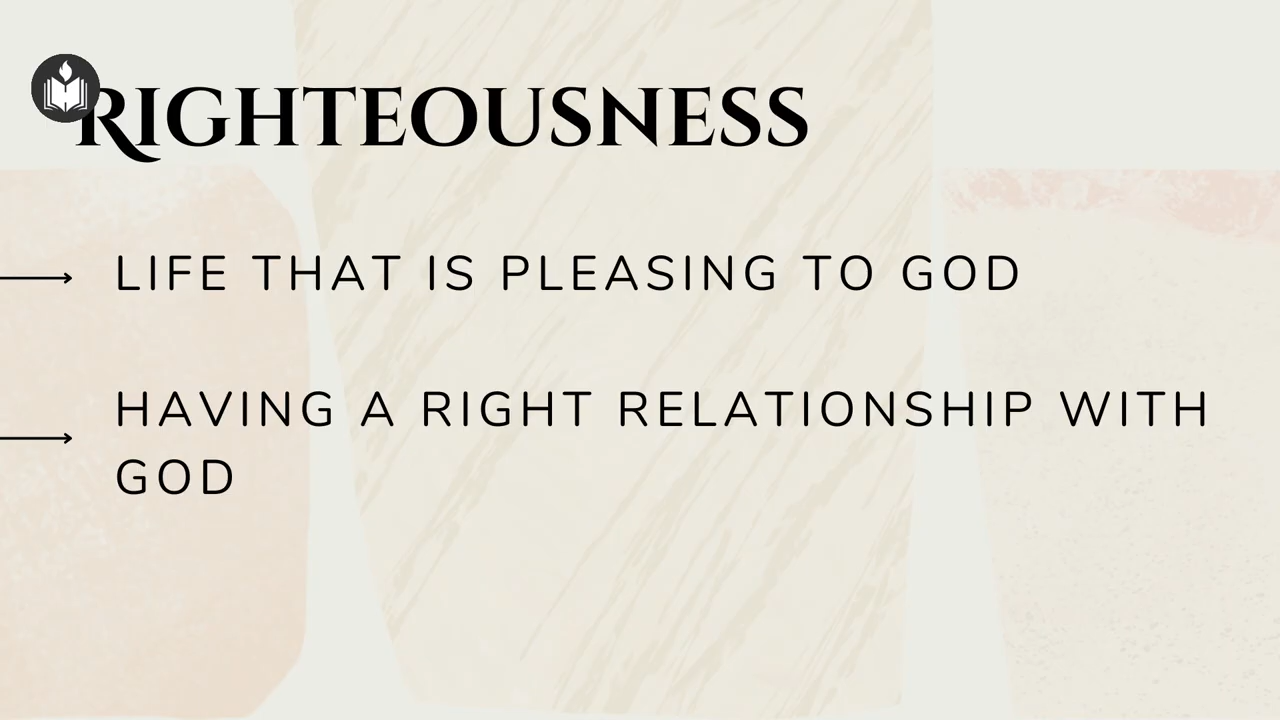 RIGHTEOUSNESS
LIFE THAT IS PLEASING TO GOD
HAVING A RIGHT RELATIONSHIP WITH
GOD